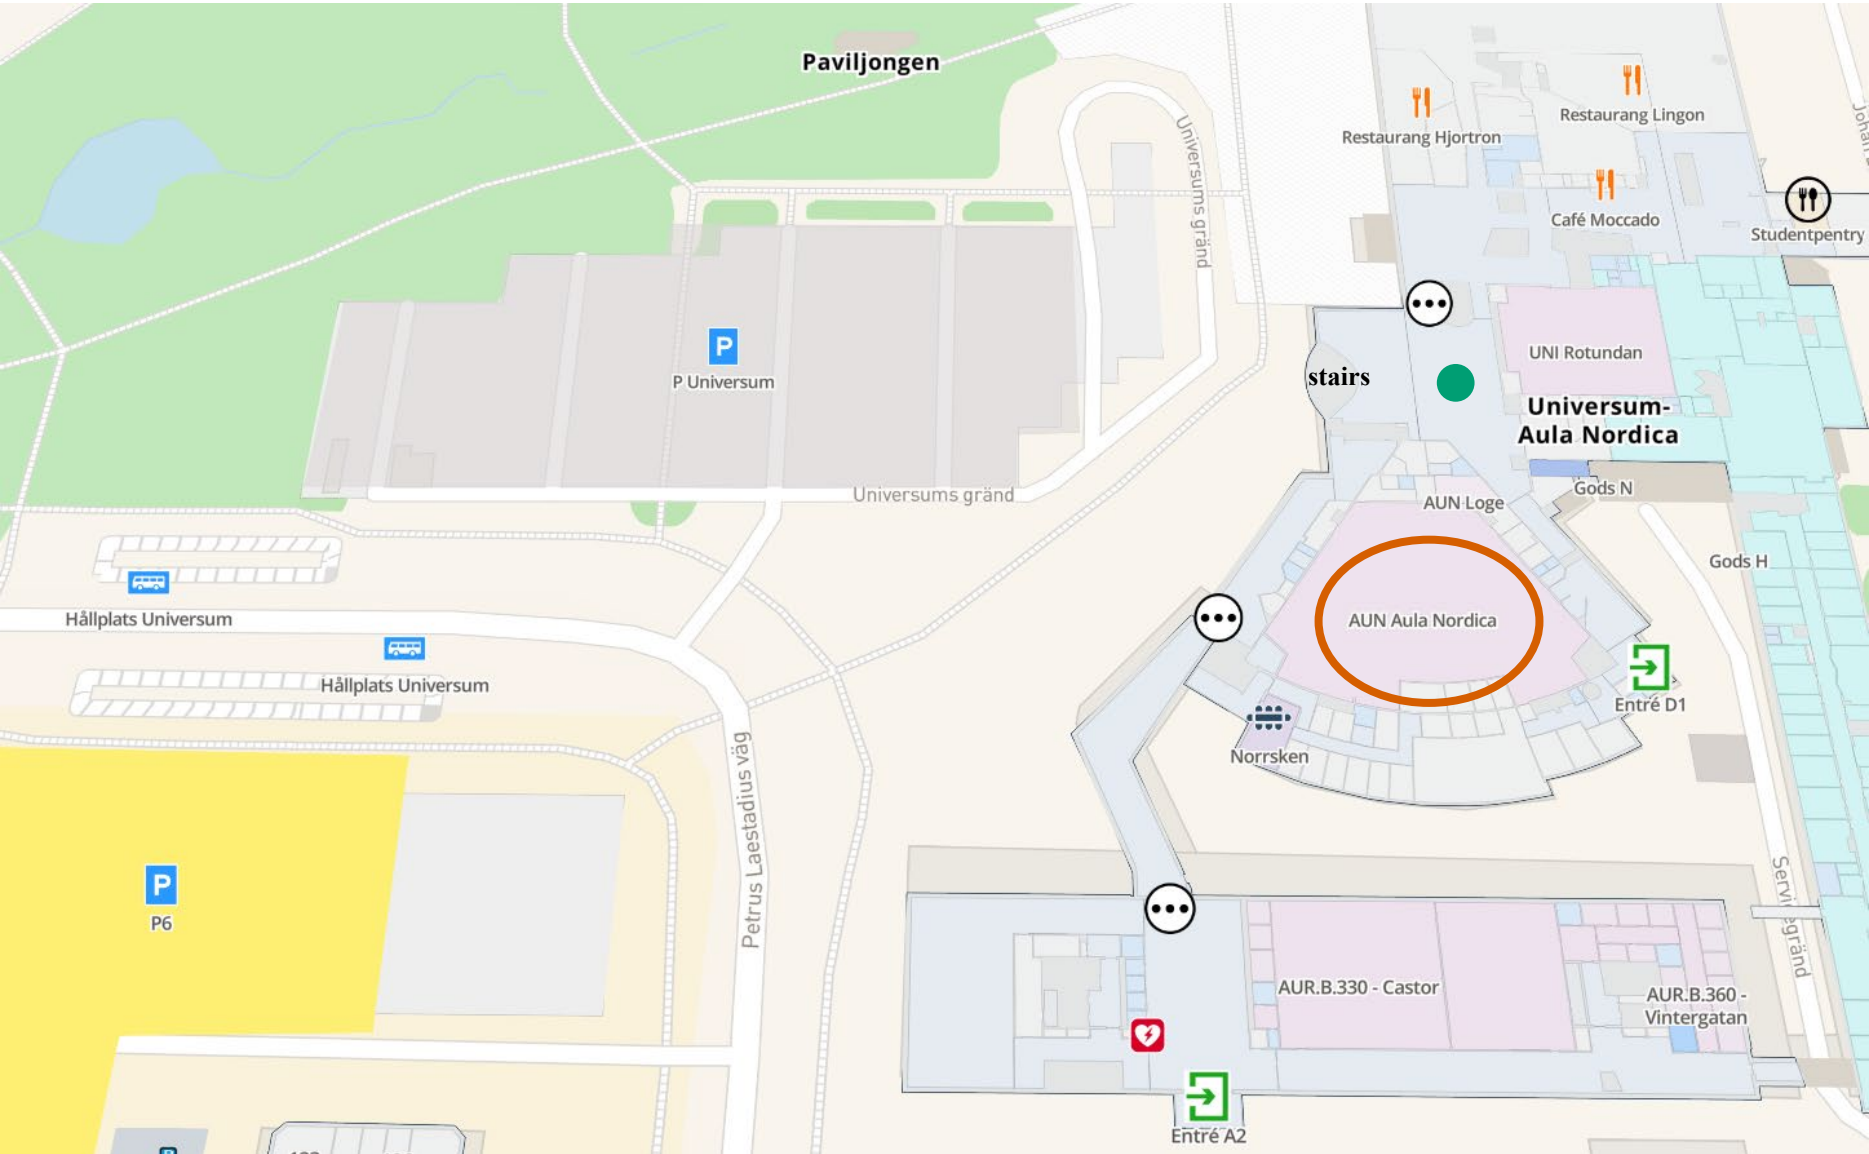 Paviljongen
Universums gränd
Restaurang Hjortron
Restaurang Lingon
Café Moccado
Studentpentry
P
P Universum
stairs
UNI Rotundan
Universum-
Aula Nordica
Universums gränd
AUN Loge
Gods N
Gods H
Hållplats Universum
AUN Aula Nordica
Hållplats Universum
Entré D1
Norrsken
Petrus Laestadius väg
P
P6
Servicegränd
AUR.B.330 - Castor
AUR.B.360 -
Vintergatan
Entré A2